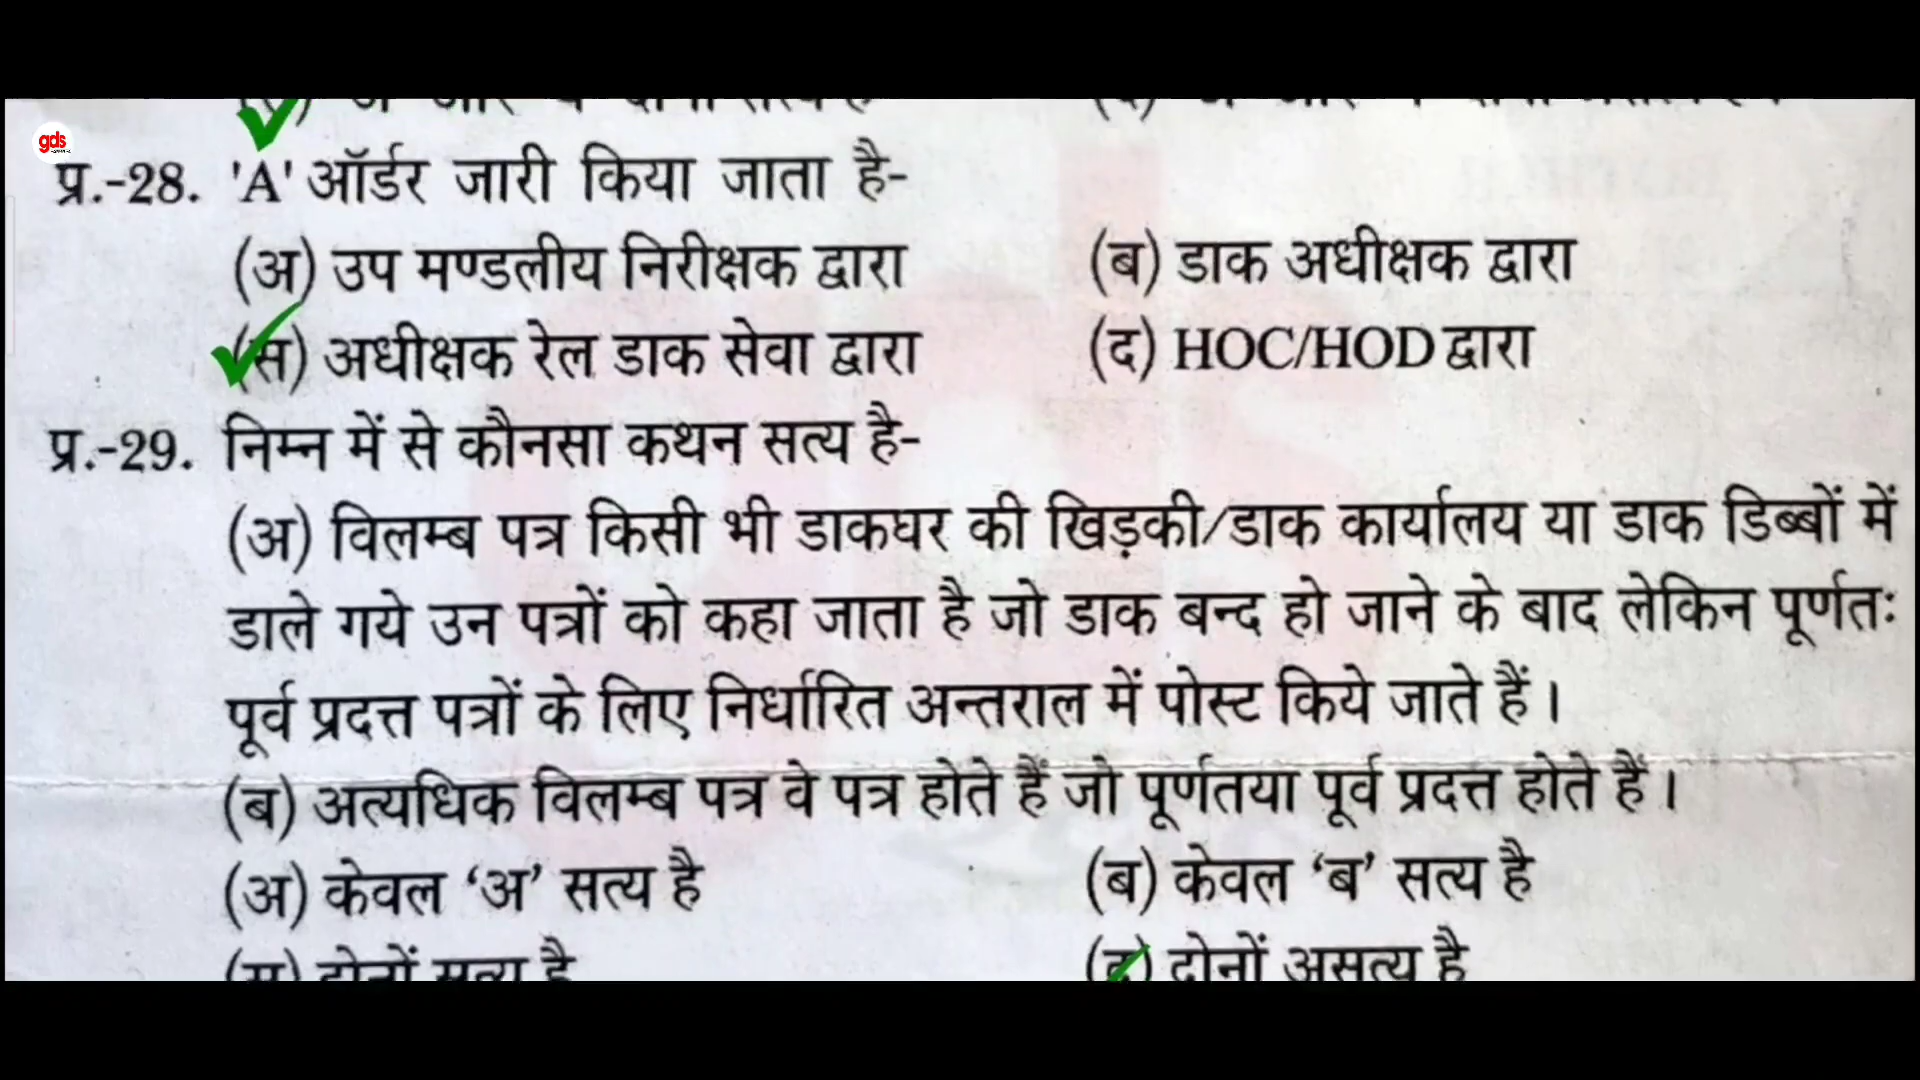 gds
प्र.-28. 'A' ऑर्डर जारी किया जाता है-
(अ) उप मण्डलीय निरीक्षक द्वारा (ब) डाक अधीक्षक द्वारा
(स) अधीक्षक रेल डाक सेवा द्वारा (द) HOC/HOD द्वारा
प्र.-29. निम्न में से कौनसा कथन सत्य है-
(अ) विलम्ब पत्र किसी भी डाकघर की खिड़की/डाक कार्यालय या डाक डिब्बों में
डाले गये उन पत्रों को कहा जाता है जो डाक बन्द हो जाने के बाद लेकिन पूर्णतः
पूर्व प्रदत्त पत्रों के लिए निर्धारित अन्तराल में पोस्ट किये जाते हैं।
(ब) अत्यधिक विलम्ब पत्र वे पत्र होते हैं जो पूर्णतया पूर्व प्रदत्त होते हैं।
(अ) केवल ‘अ’ सत्य है (ब) केवल ‘ब’ सत्य है
(स) दोनों सत्य है (द) दोनों असत्य है